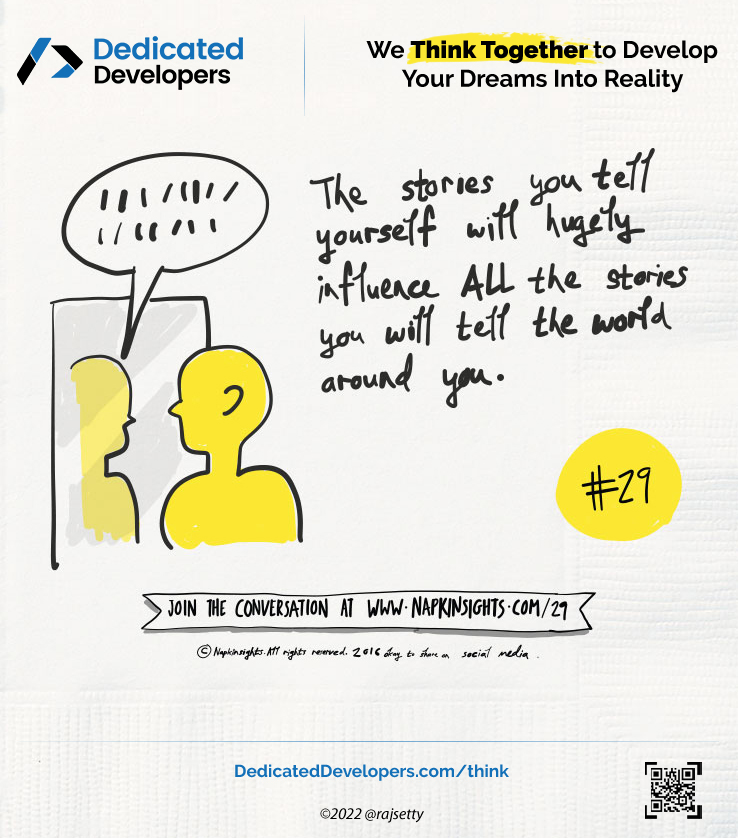 Dedicated
Developers
We Think Together to Develop
Your Dreams Into Reality
The stories you tell
yourself will hugely
influence ALL the stories
you will tell the world
around you.
#29
JOIN THE CONVERSATION AT WWW.NAPKINSIGHTS.COM/29
© Napkinsights. All rights reserved. 2016 okay to share on social media.
DedicatedDevelopers.com/think
©2022 @rajsetty